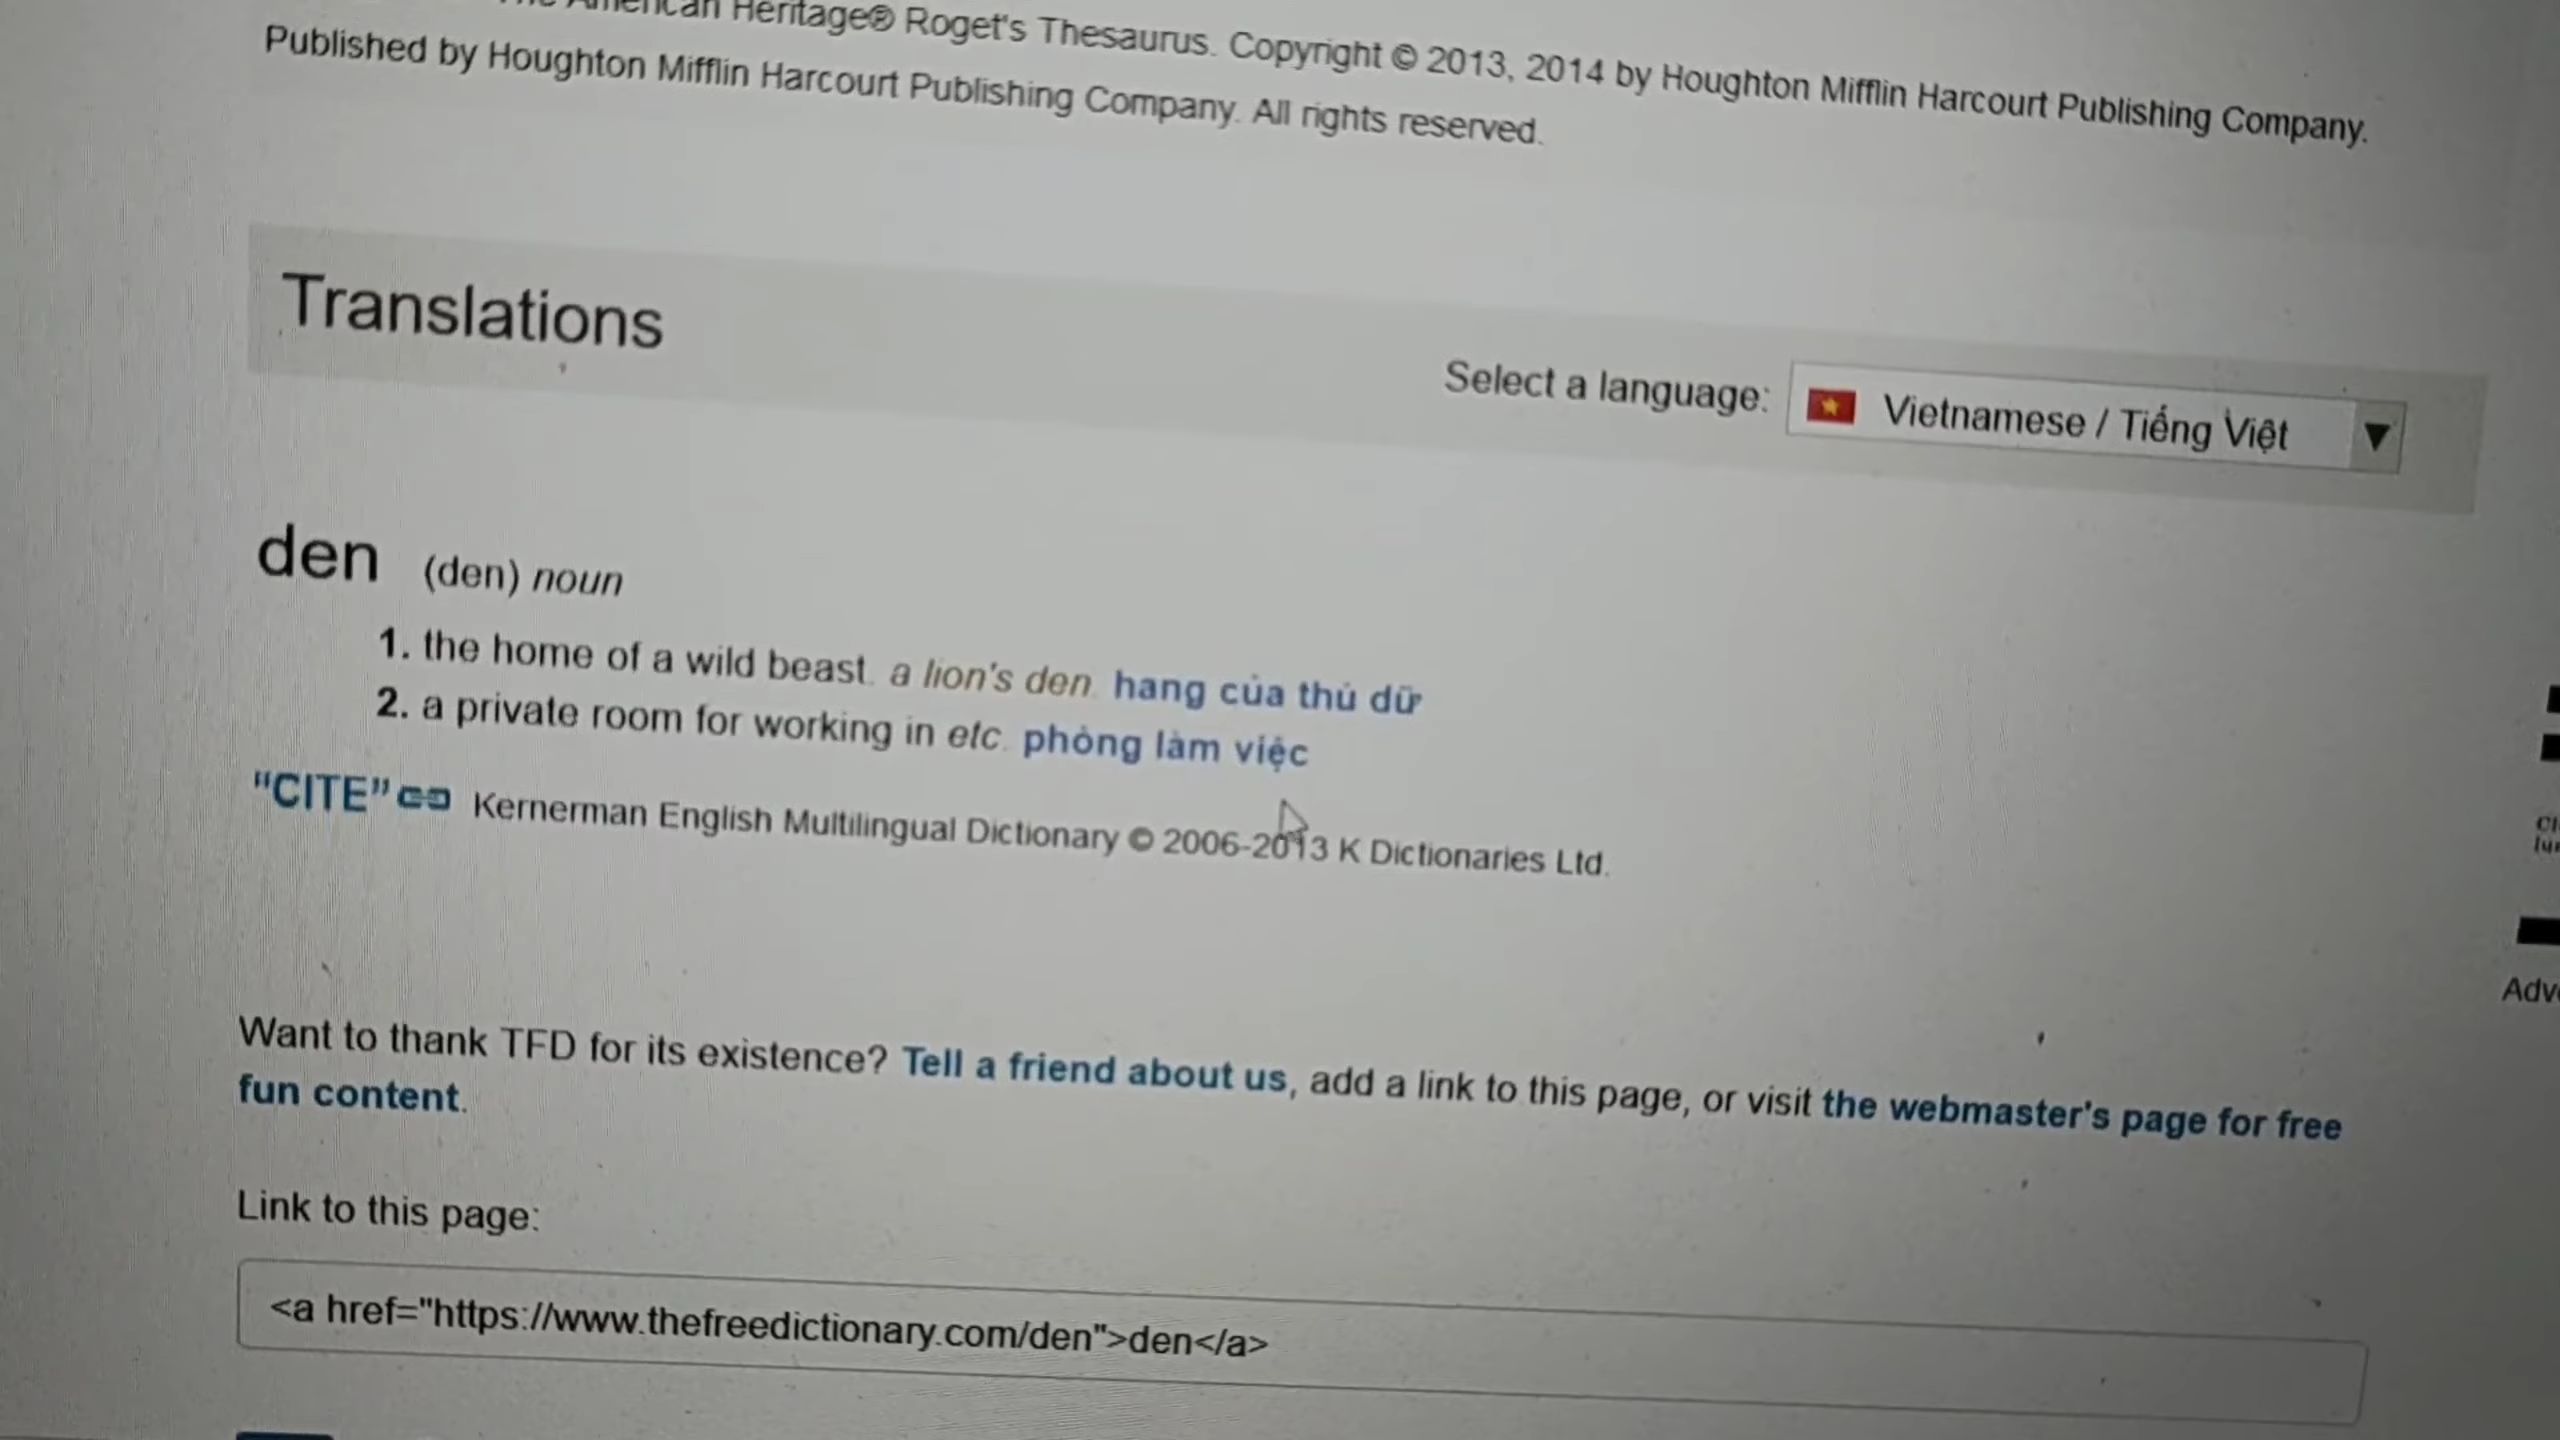 American Heritage® Roget's Thesaurus. Copyright © 2013, 2014 by Houghton Mifflin Harcourt Publishing Company.
Published by Houghton Mifflin Harcourt Publishing Company. All rights reserved.
Translations
Select a language: Vietnamese / Tiếng Việt
den (den) noun
1. the home of a wild beast. a lion's den. hang của thú dữ
2. a private room for working in etc. phòng làm việc
"CITE" Kernerman English Multilingual Dictionary © 2006-2013 K Dictionaries Ltd.
Want to thank TFD for its existence? Tell a friend about us, add a link to this page, or visit the webmaster's page for free
fun content.
Link to this page:
<a href="https://www.thefreedictionary.com/den">den</a>